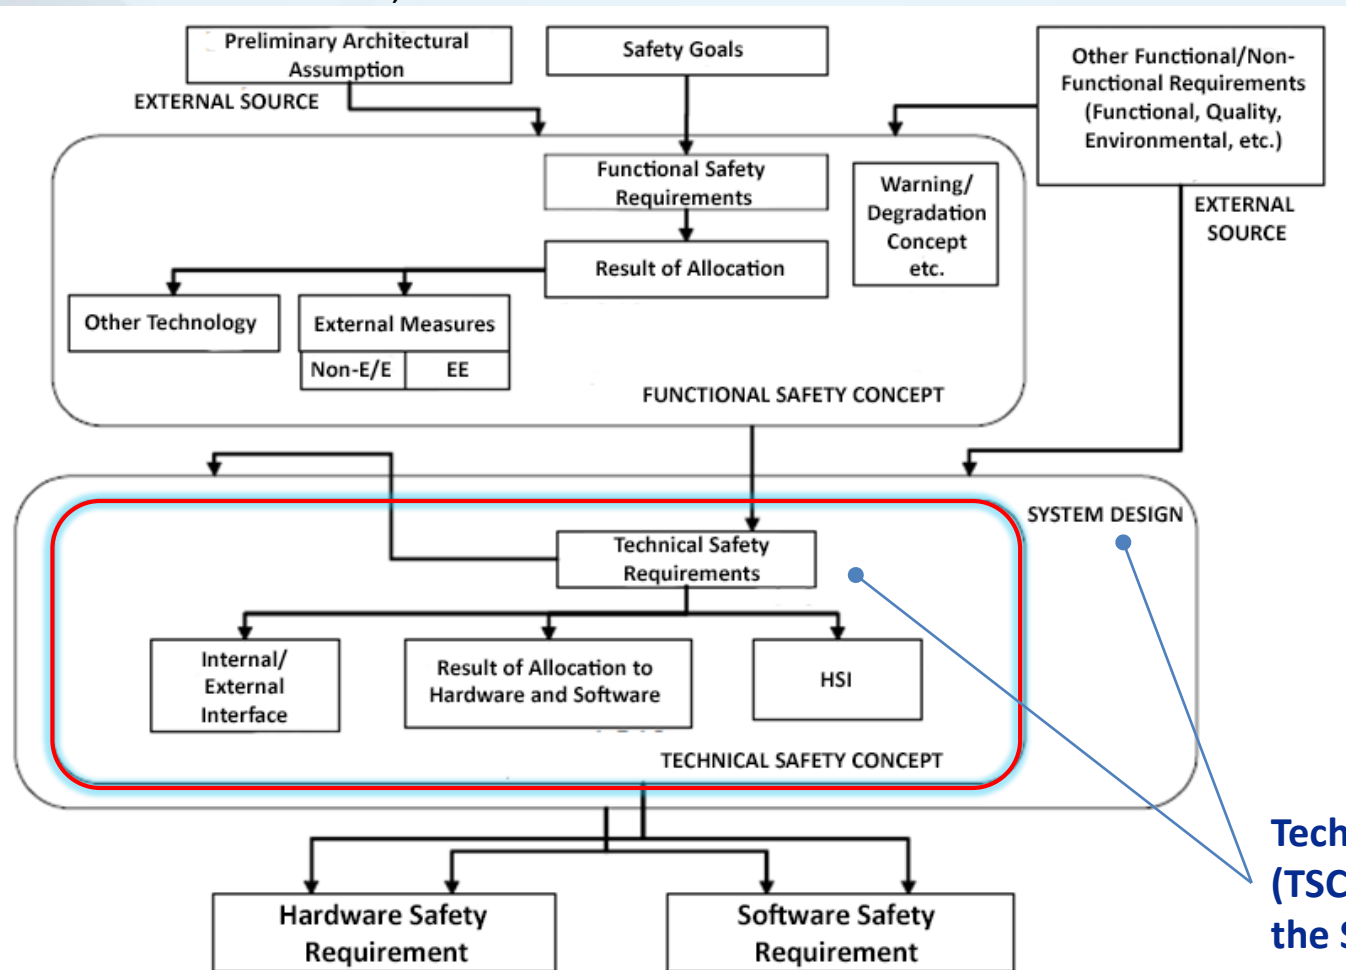 Preliminary Architectural
Assumption
Safety Goals
Other Functional/Non-
Functional Requirements
(Functional, Quality,
Environmental, etc.)
EXTERNAL SOURCE
Functional Safety
Requirements
Warning/
Degradation
Concept
etc.
EXTERNAL
SOURCE
Result of Allocation
Other Technology
External Measures
Non-E/E
EE
FUNCTIONAL SAFETY CONCEPT
SYSTEM DESIGN
Technical Safety
Requirements
Internal/
External
Interface
Result of Allocation to
Hardware and Software
HSI
TECHNICAL SAFETY CONCEPT
Tech
(TSC
the S
Hardware Safety
Requirement
Software Safety
Requirement